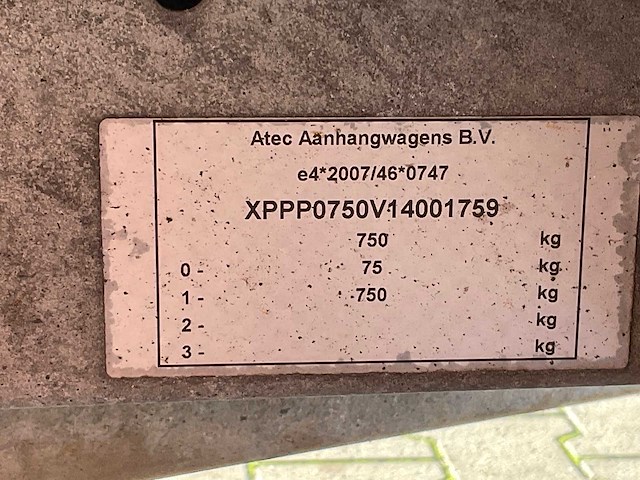 Atec Aanhangwagens B.V.
e4*2007/46*0747
XPPP0750V14001759
750 kg
0 - 75 kg
1 - 750 kg
2 - kg
3 - kg